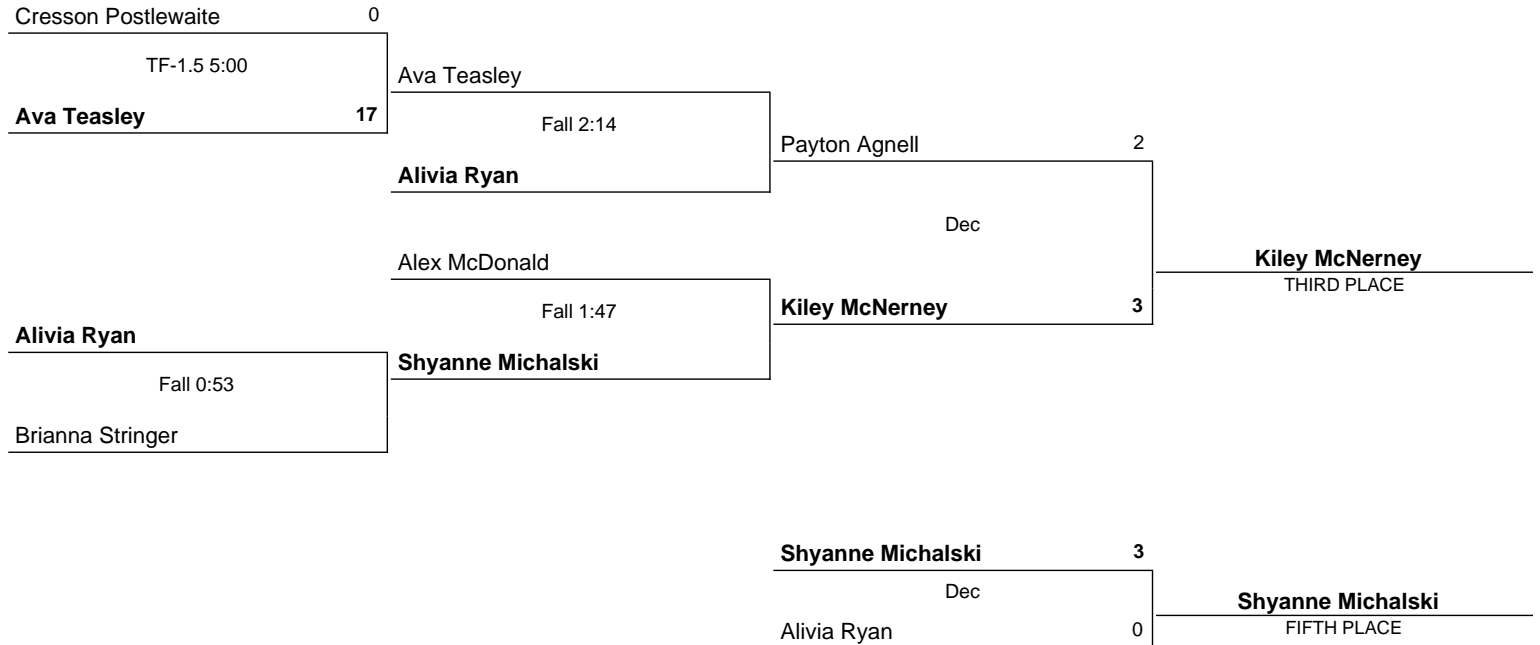 Cresson Postlewaite 0
TF-1.5 5:00
Ava Teasley 17
Alivia Ryan
Fall 0:53
Brianna Stringer
Ava Teasley
Fall 2:14
Alivia Ryan
Alex McDonald
Fall 1:47
Shyanne Michalski
Payton Agnell 2
Dec
Kiley McNerney 3
Kiley McNerney
THIRD PLACE
Shyanne Michalski 3
Dec
Alivia Ryan 0
Shyanne Michalski
FIFTH PLACE